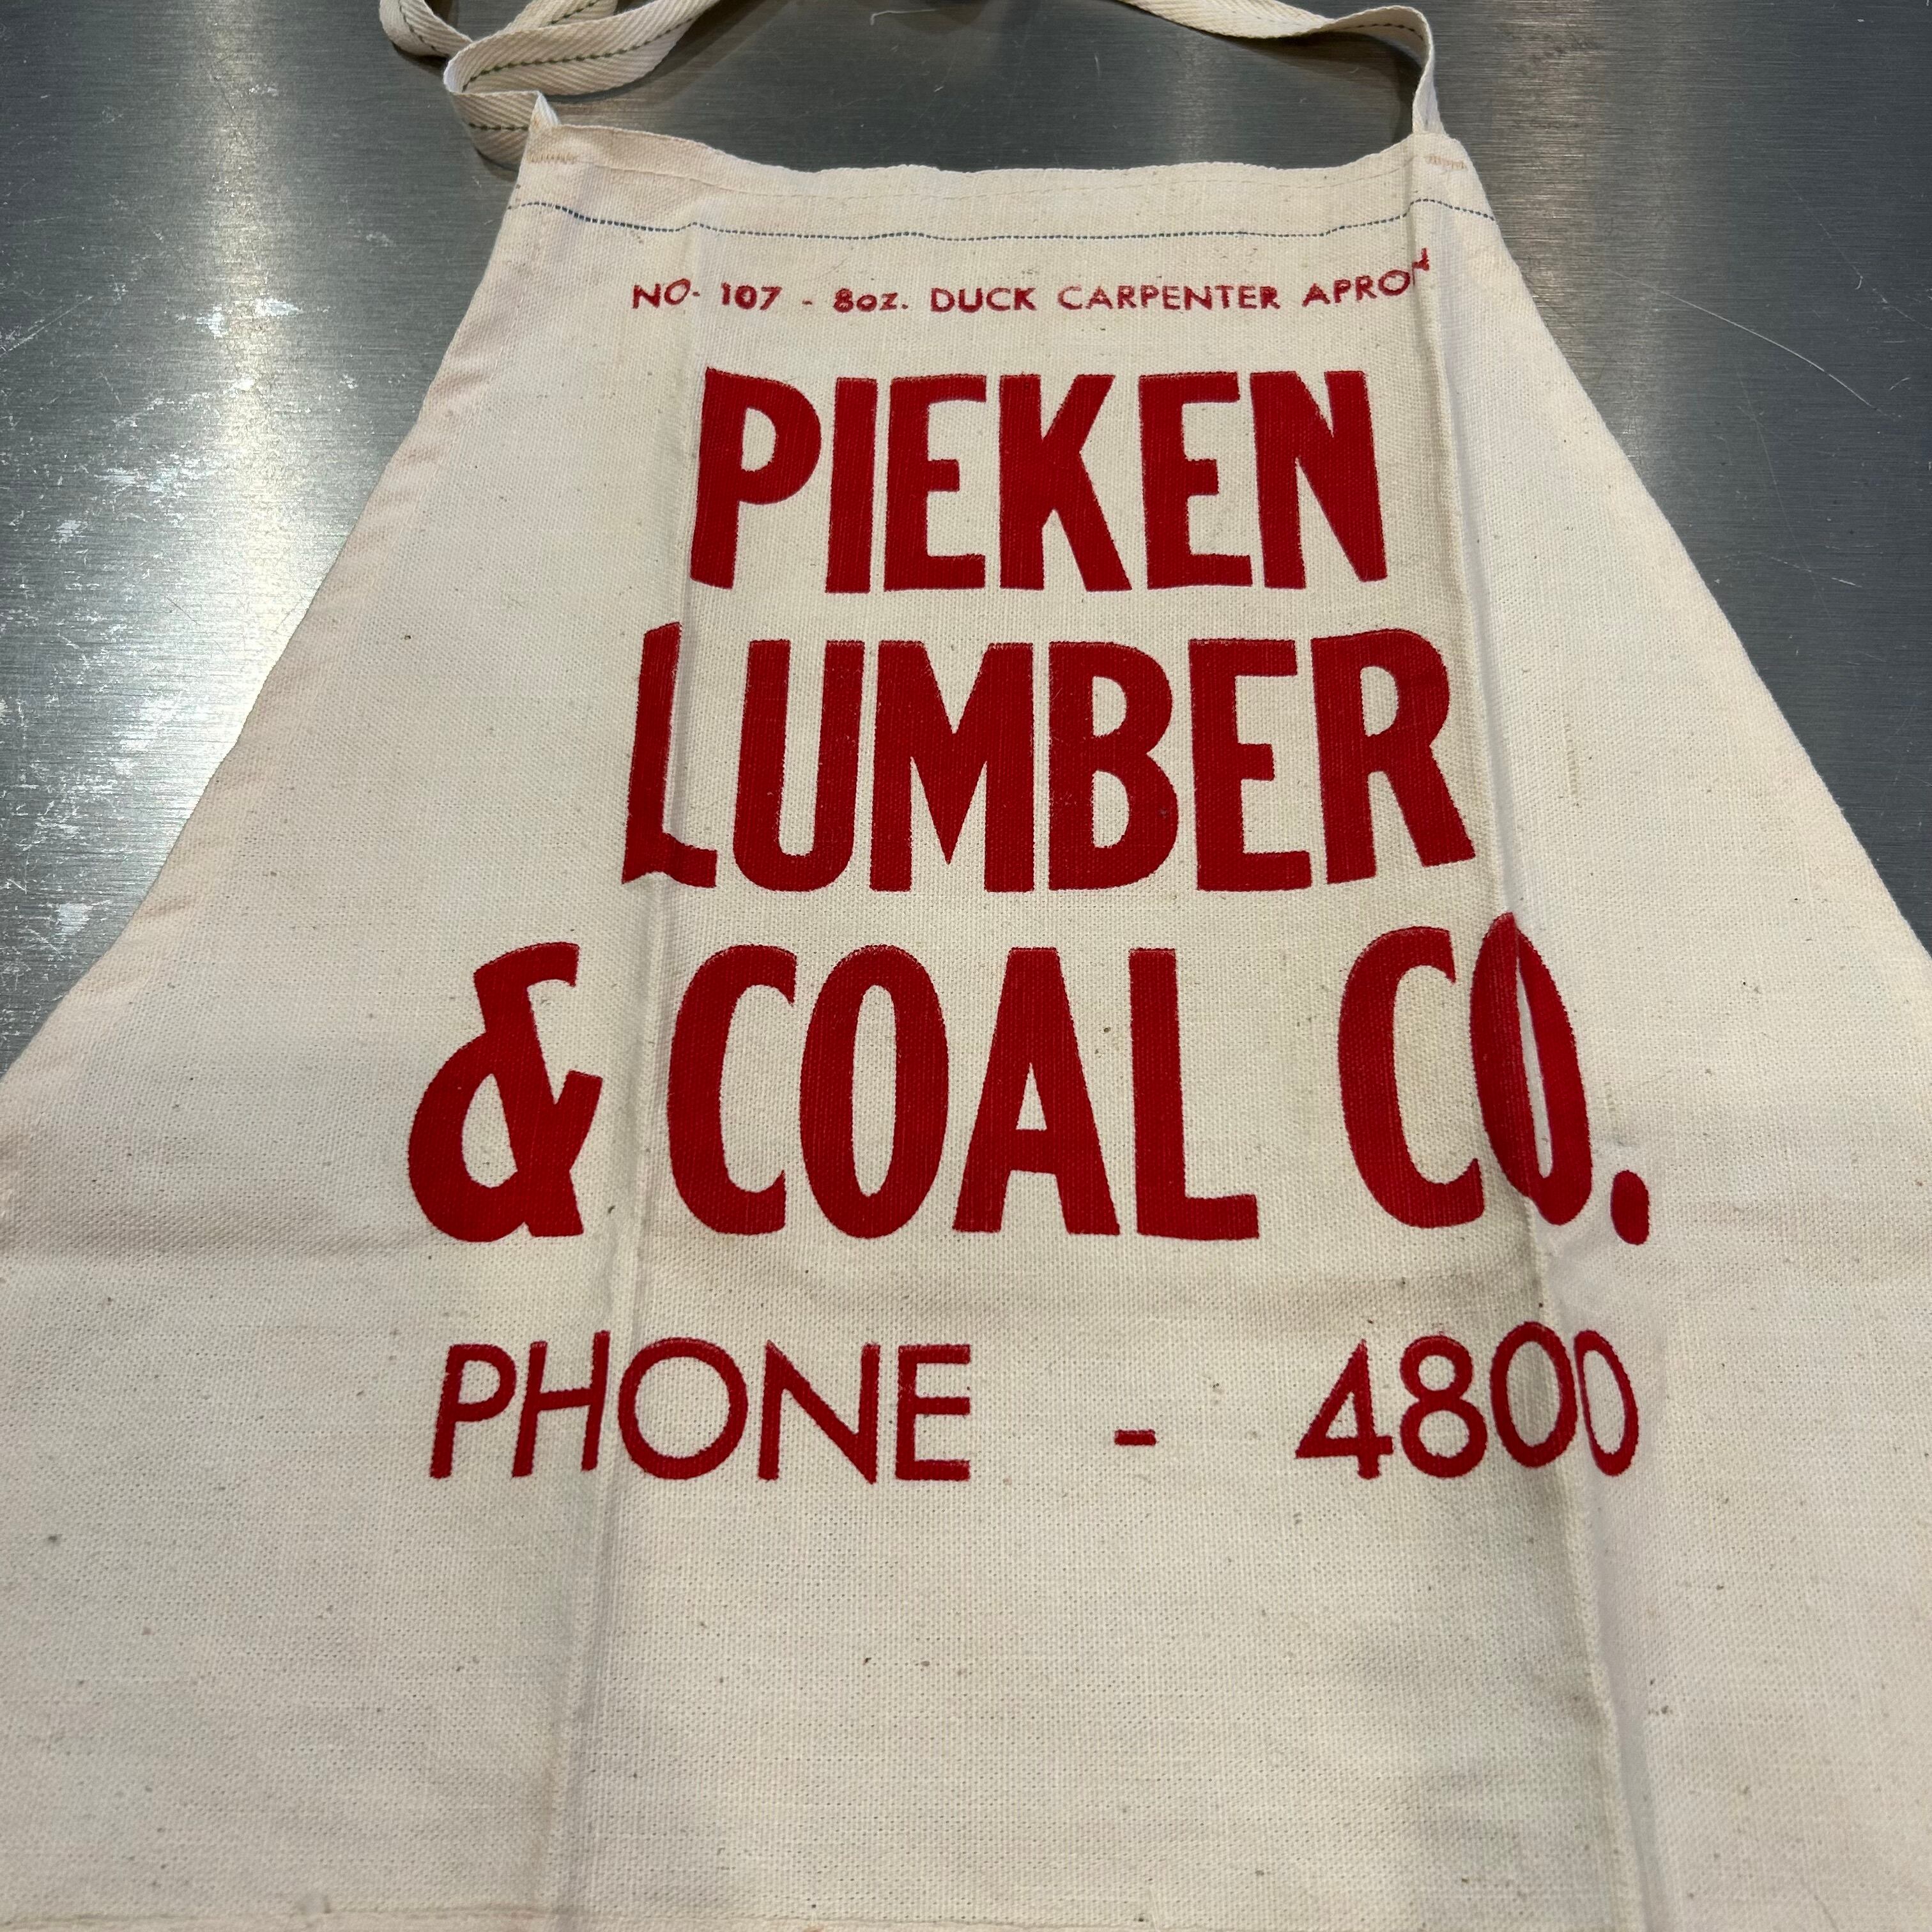 NO. 107 - 8oz. DUCK CARPENTER APRON
PIEKEN
LUMBER
& COAL CO.
PHONE - 4800